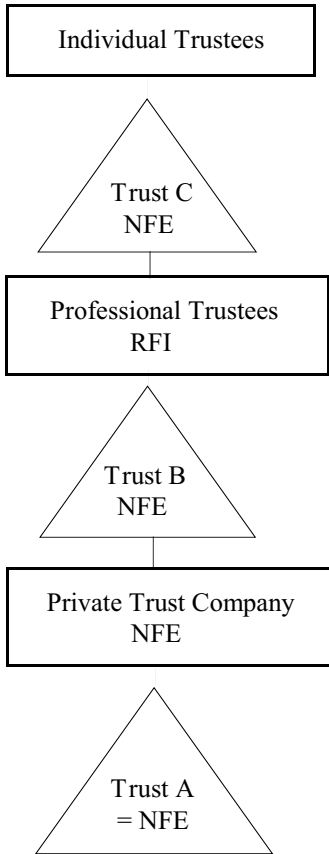 Individual Trustees
Trust C
NFE
Professional Trustees
RFI
Trust B
NFE
Private Trust Company
NFE
Trust A
= NFE